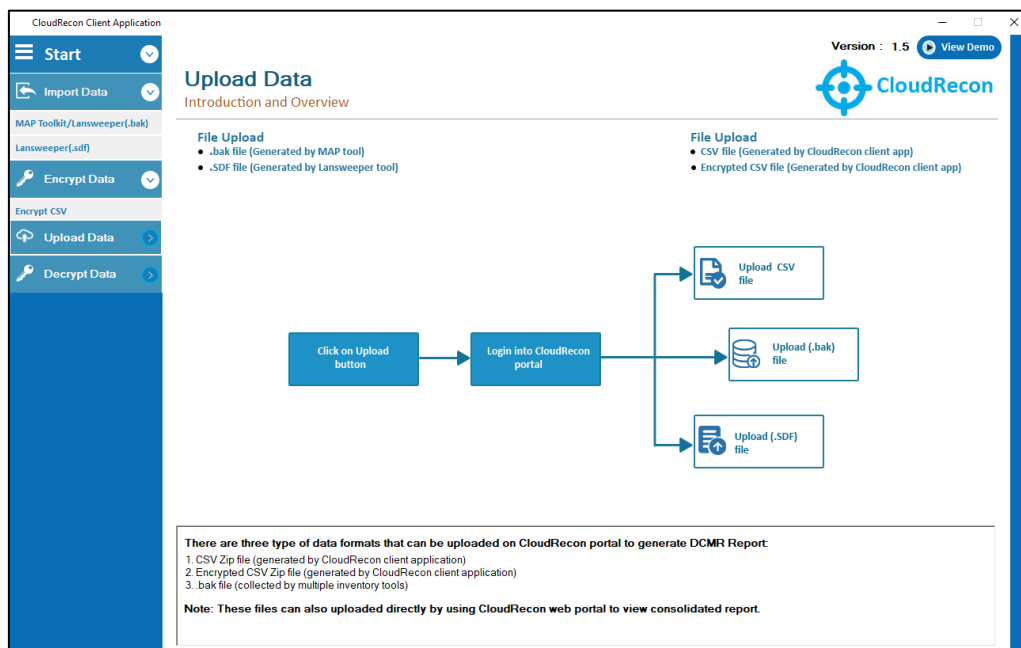 CloudRecon Client Application
Start
Import Data
MAP Toolkit/Lansweeper(.bak)
Lansweeper(.sdf)
Encrypt Data
Encrypt CSV
Upload Data
Decrypt Data
Version : 1.5
View Demo
CloudRecon
Upload Data
Introduction and Overview
File Upload
• .bak file (Generated by MAP tool)
• .SDF file (Generated by Lansweeper tool)
File Upload
• CSV file (Generated by CloudRecon client app)
• Encrypted CSV file (Generated by CloudRecon client app)
Click on Upload
button
Login into CloudRecon
portal
Upload CSV
file
Upload (.bak)
file
Upload (.SDF)
file
There are three type of data formats that can be uploaded on CloudRecon portal to generate DCMR Report:
1. CSV Zip file (generated by CloudRecon client application)
2. Encrypted CSV Zip file (generated by CloudRecon client application)
3. .bak file (collected by multiple inventory tools)
Note: These files can also uploaded directly by using CloudRecon web portal to view consolidated report.